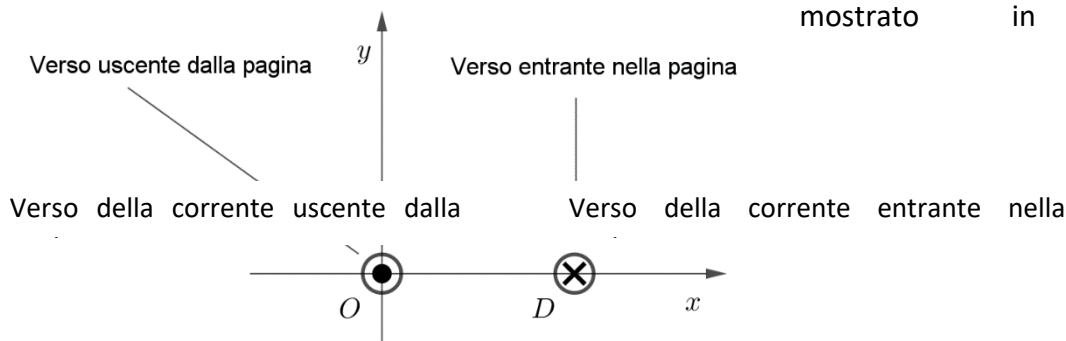 mostrato in
y
Verso uscente dalla pagina
Verso entrante nella pagina
Verso della corrente uscente dalla
Verso della corrente entrante nella
O
D
x